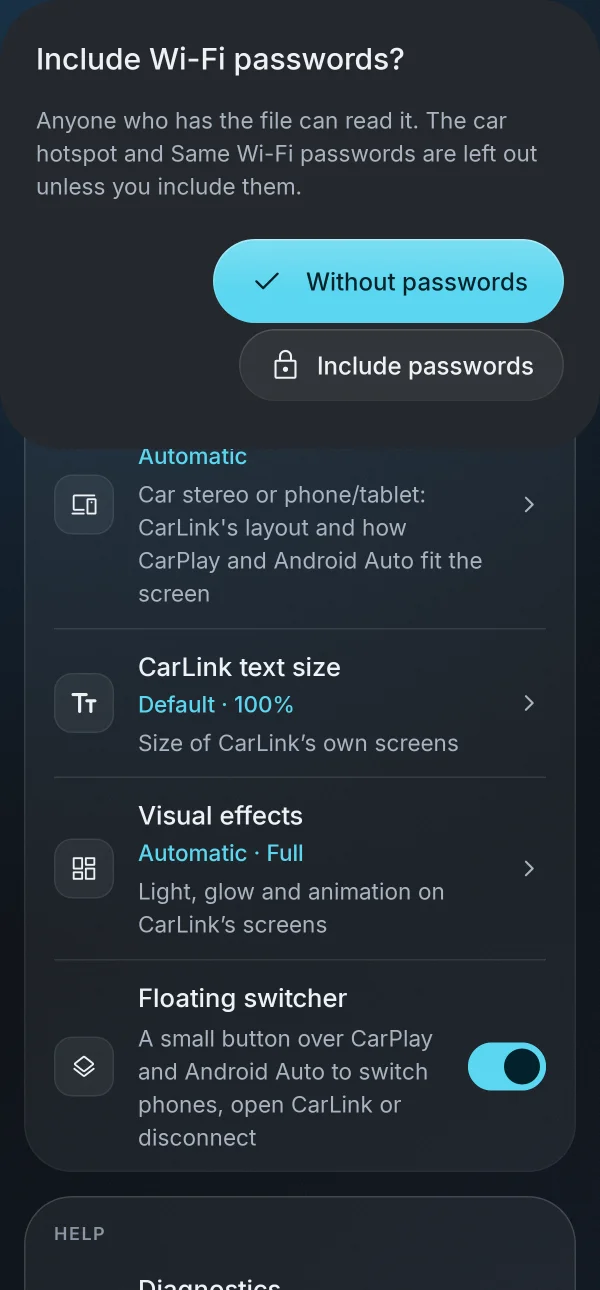 Include Wi-Fi passwords?
Anyone who has the file can read it. The car
hotspot and Same Wi-Fi passwords are left out
unless you include them.
Without passwords
Include passwords
Automatic
Car stereo or phone/tablet:
CarLink's layout and how
CarPlay and Android Auto fit the
screen
CarLink text size
Default · 100%
Size of CarLink’s own screens
Visual effects
Automatic · Full
Light, glow and animation on
CarLink’s screens
Floating switcher
A small button over CarPlay
and Android Auto to switch
phones, open CarLink or
disconnect
HELP
Diagnostics